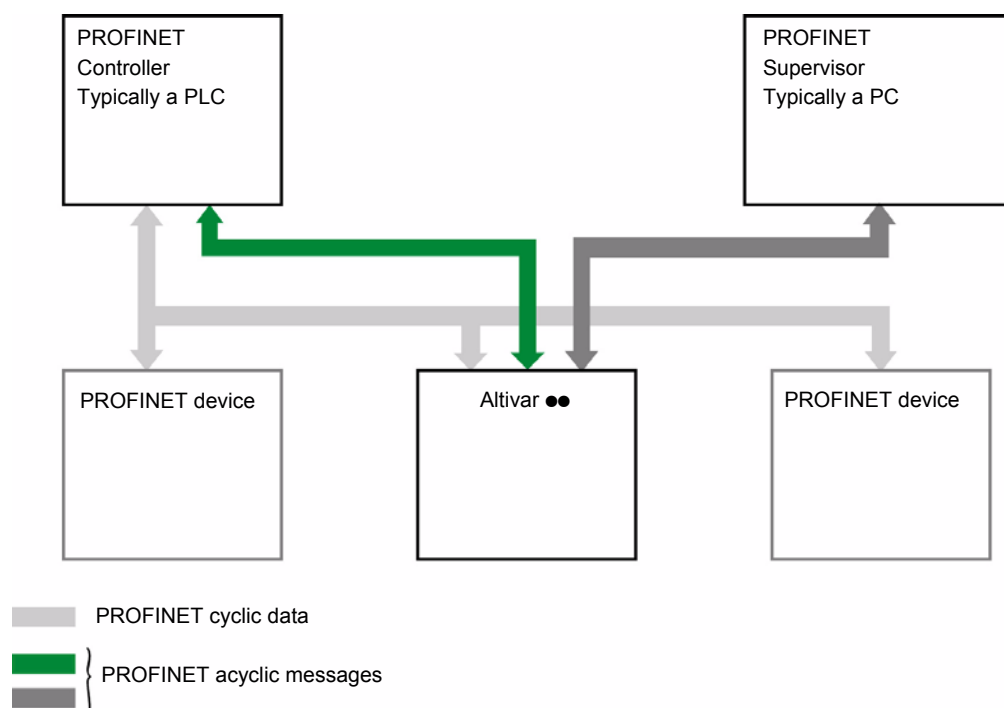 PROFINET
Controller
Typically a PLC
PROFINET
Supervisor
Typically a PC
PROFINET device
Altivar ●●
PROFINET device
PROFINET cyclic data
PROFINET acyclic messages